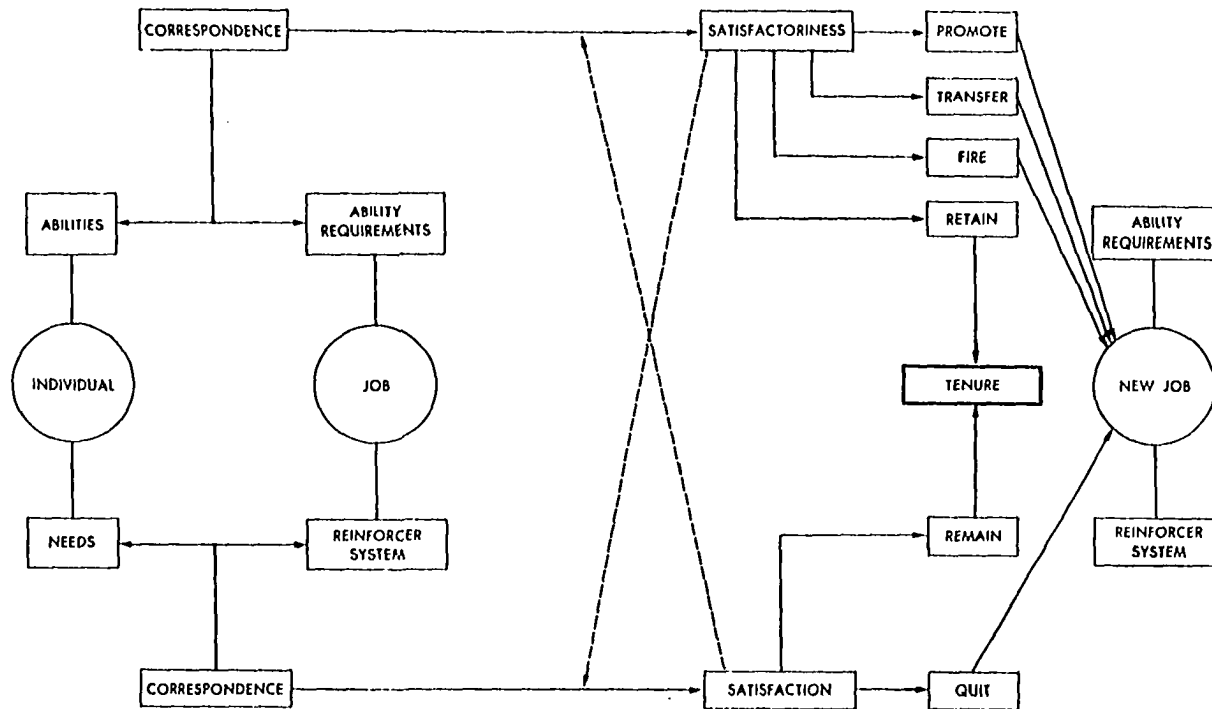 CORRESPONDENCE
SATISFACTORINESS
PROMOTE
TRANSFER
FIRE
RETAIN
ABILITIES
ABILITY
REQUIREMENTS
ABILITY
REQUIREMENTS
INDIVIDUAL
JOB
TENURE
NEW JOB
NEEDS
REINFORCER
SYSTEM
REMAIN
REINFORCER
SYSTEM
CORRESPONDENCE
SATISFACTION
QUIT